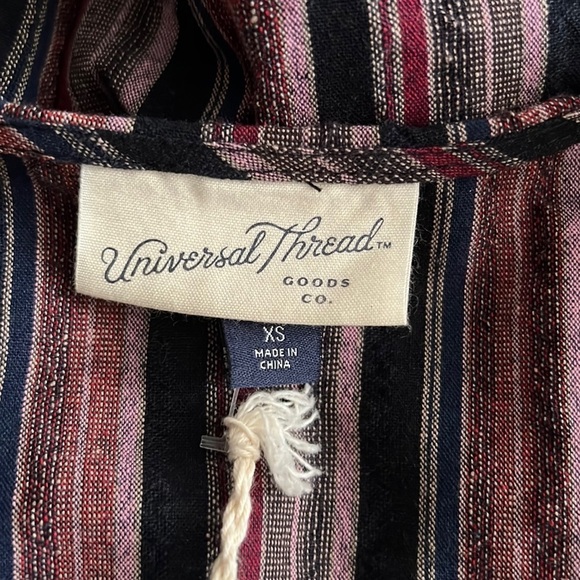 Universal Thread™
GOODS
CO.
XS
MADE IN
CHINA